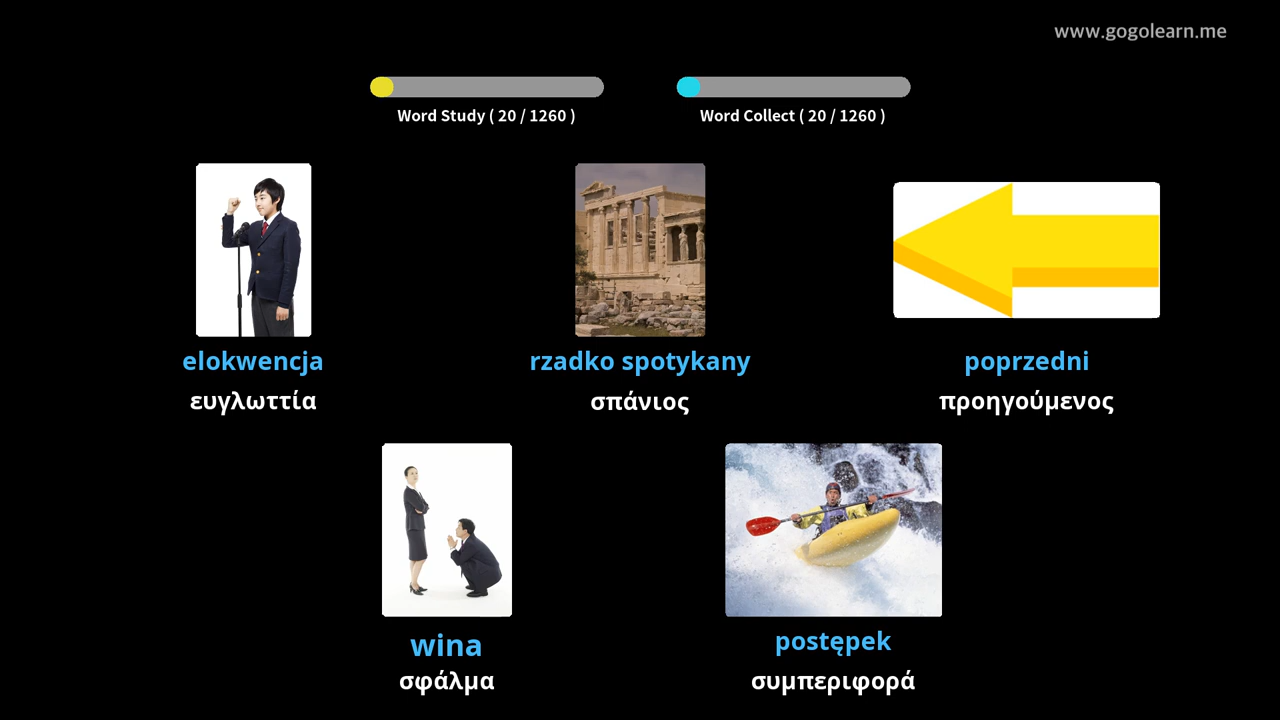 www.gogolearn.me
Word Study ( 20 / 1260 )
Word Collect ( 20 / 1260 )
elokwencja
ευγλωττία
rzadko spotykany
σπάνιος
poprzedni
προηγούμενος
wina
σφάλμα
postępek
συμπεριφορά